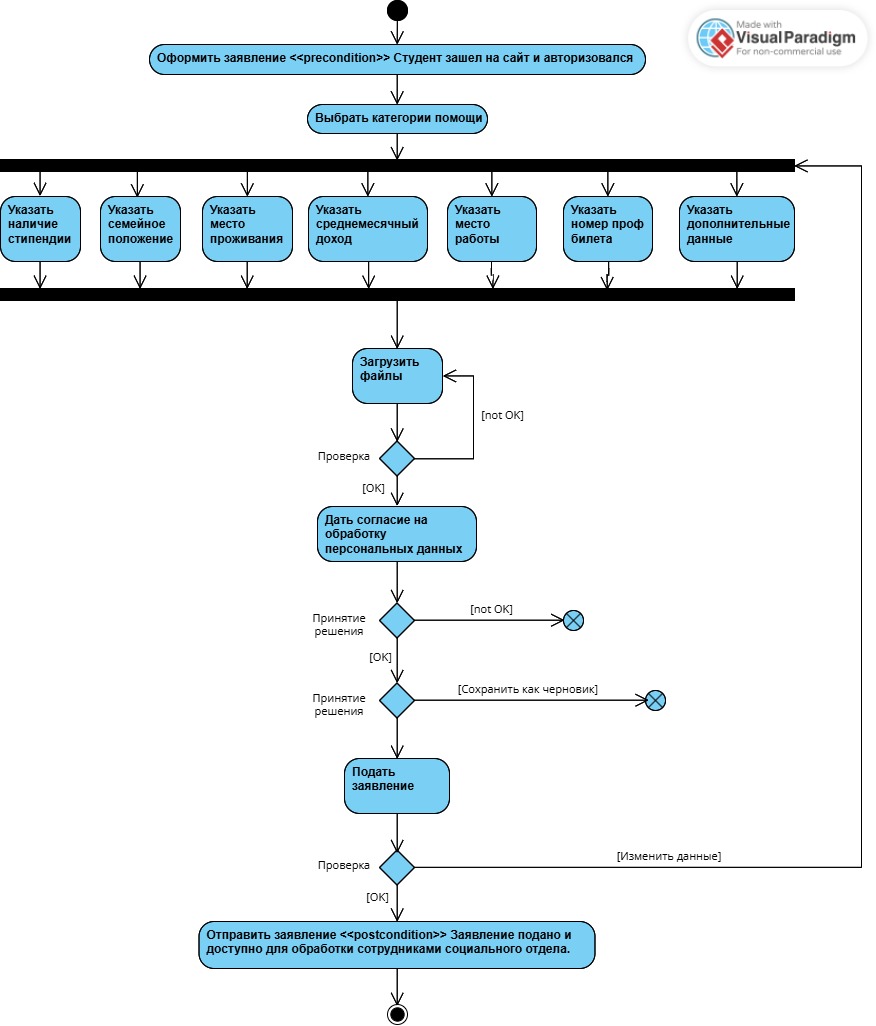 Made with
VisualParadigm
For non-commercial use
Оформить заявление <<precondition>> Студент зашел на сайт и авторизовался
Выбрать категории помощи
Указать
наличие
стипендии
Указать
семейное
положение
Указать
место
проживания
Указать
среднемесячный
доход
Указать
место
работы
Указать
номер проф
билета
Указать
дополнительные
данные
Загрузить
файлы
[not OK]
Проверка
[OK]
Дать согласие на
обработку
персональных данных
[not OK]
Принятие
решения
[OK]
[Сохранить как черновик]
Принятие
решения
Подать
заявление
[Изменить данные]
Проверка
[OK]
Отправить заявление <<postcondition>> Заявление подано и
доступно для обработки сотрудниками социального отдела.